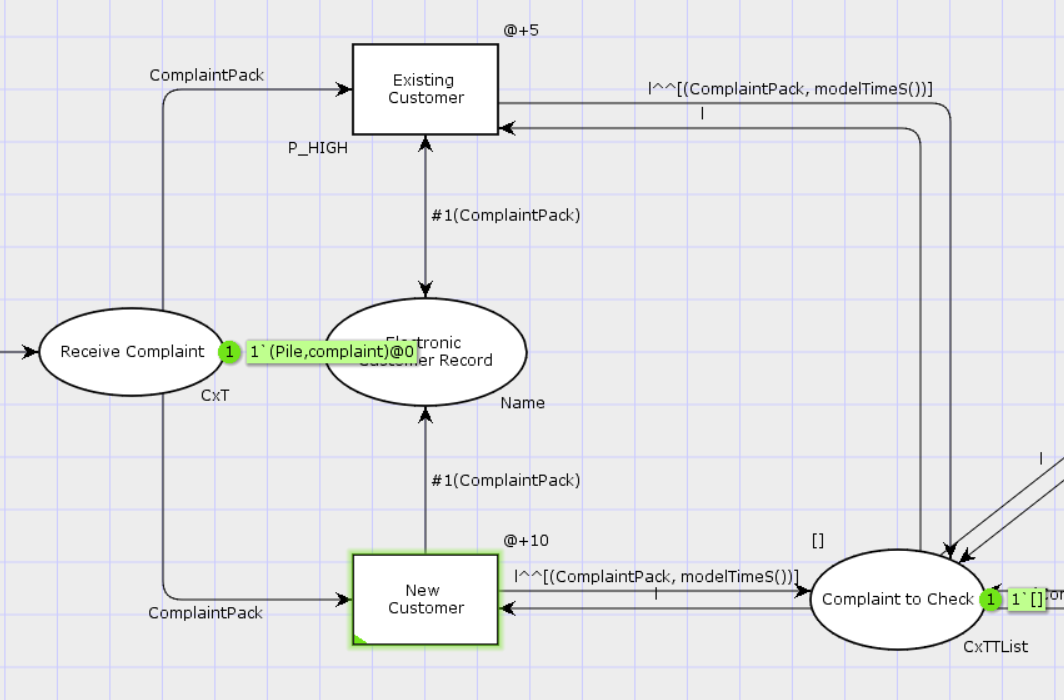 @+5
ComplaintPack
Existing
Customer
l^^[(ComplaintPack, modelTimeS())]
l
P_HIGH
#1(ComplaintPack)
Receive Complaint
1
1`(Pile,complaint)@0
Electronic
Customer Record
CxT
Name
l
#1(ComplaintPack)
@+10
[]
New
Customer
l^^[(ComplaintPack, modelTimeS())]
l
ComplaintPack
Complaint to Check
1
1`[]
CxTTList